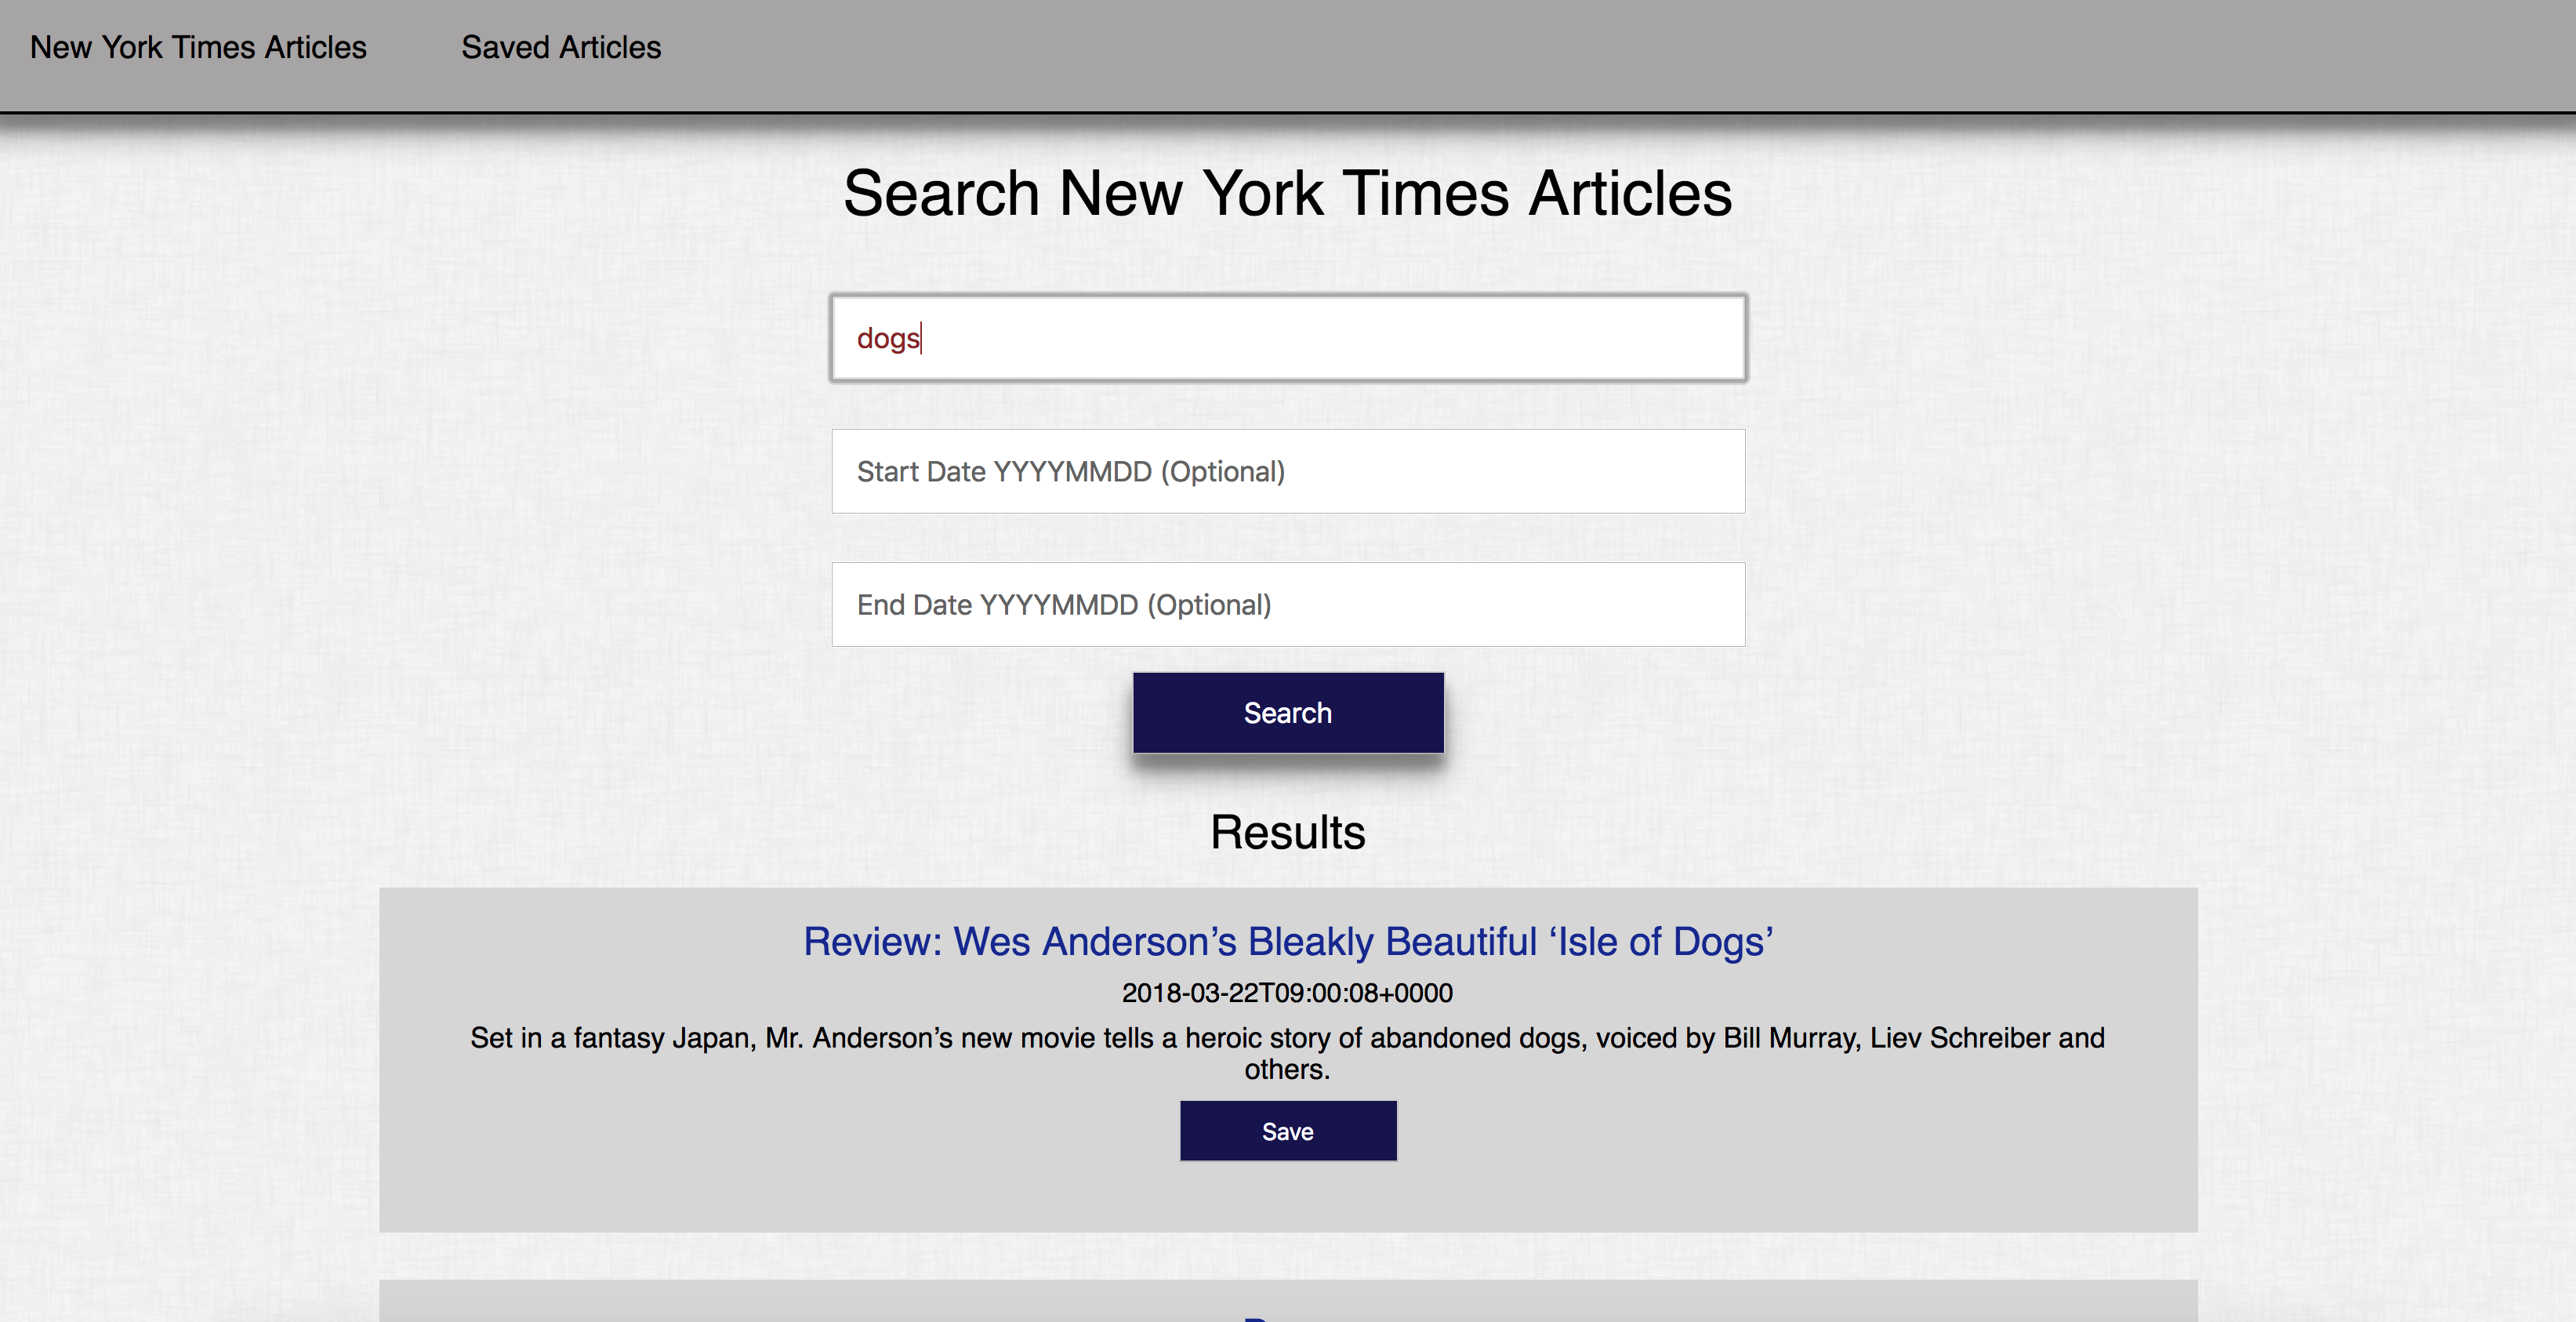 New York Times Articles Saved Articles
Search New York Times Articles
dogs
Start Date YYYYMMDD (Optional)
End Date YYYYMMDD (Optional)
Search
Results
Review: Wes Anderson’s Bleakly Beautiful ‘Isle of Dogs’
2018-03-22T09:00:08+0000
Set in a fantasy Japan, Mr. Anderson’s new movie tells a heroic story of abandoned dogs, voiced by Bill Murray, Liev Schreiber and
others.
Save